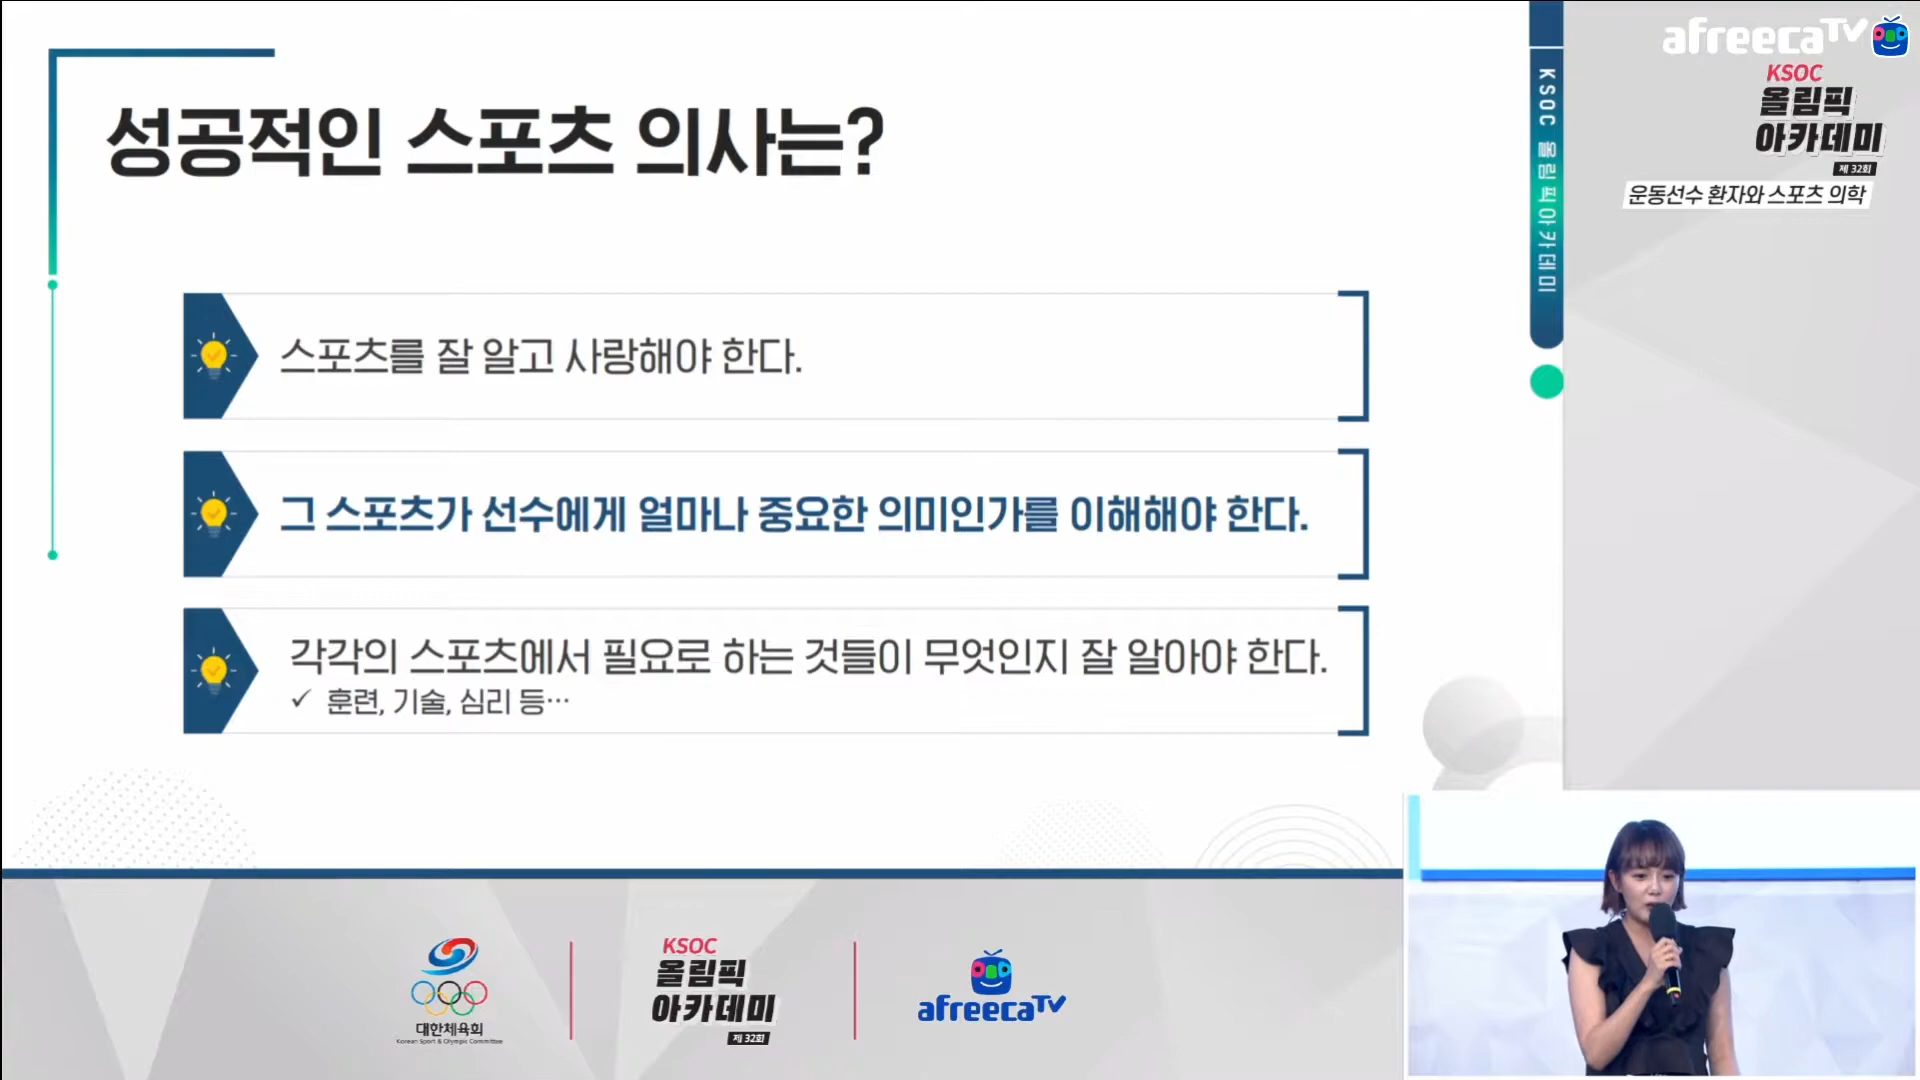 성공적인 스포츠 의사는?
스포츠를 잘 알고 사랑해야 한다.
그 스포츠가 선수에게 얼마나 중요한 의미인가를 이해해야 한다.
각각의 스포츠에서 필요로 하는 것들이 무엇인지 잘 알아야 한다.
✓ 훈련, 기술, 심리 등…
KSOC 올림픽아카데미
afreecaTV
KSOC
올림픽
아카데미
제 32회
운동선수 환자와 스포츠 의학
대한체육회
Korean Sport & Olympic Committee
KSOC
올림픽
아카데미
제 32회
afreecaTV